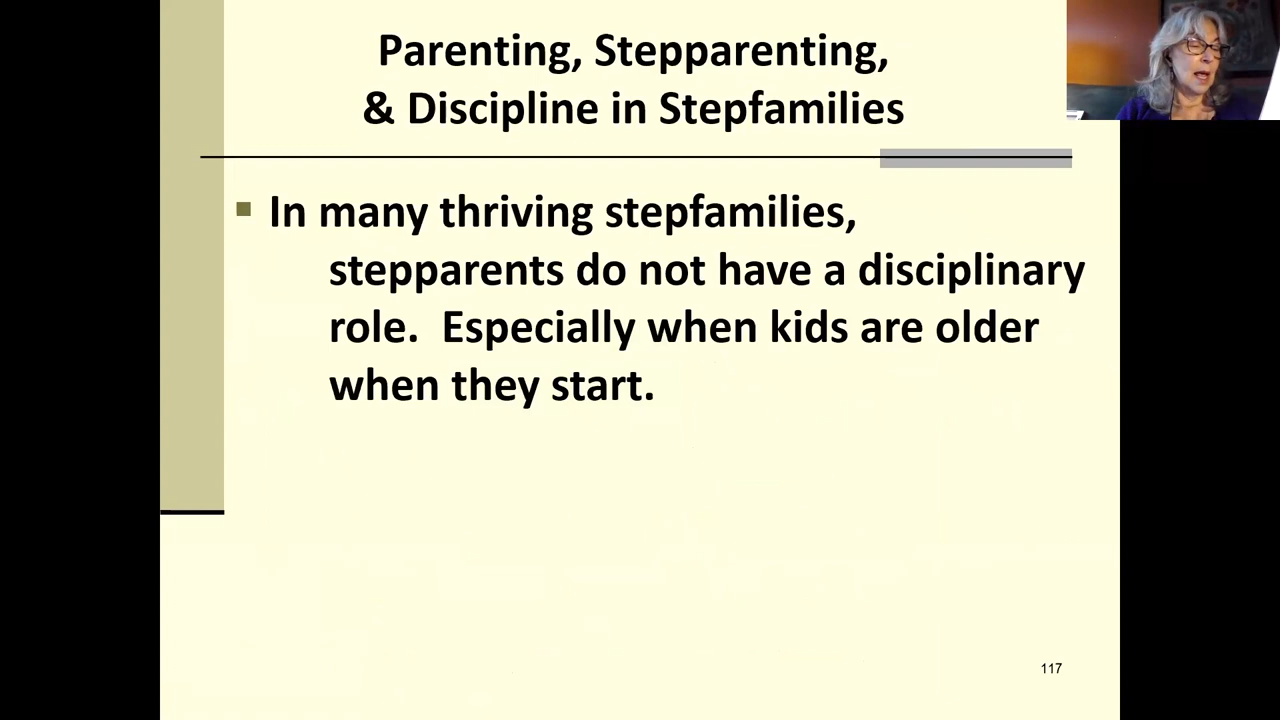 Parenting, Stepparenting,
& Discipline in Stepfamilies
In many thriving stepfamilies,
stepparents do not have a disciplinary
role.  Especially when kids are older
when they start.
117